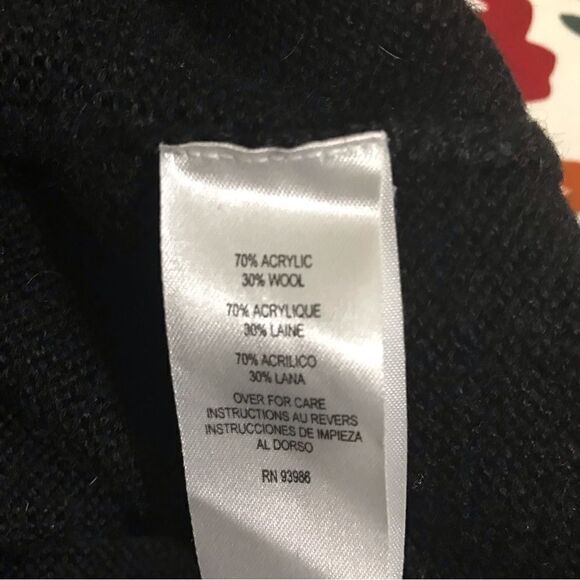 70% ACRYLIC
30% WOOL
70% ACRYLIQUE
30% LAINE
70% ACRILICO
30% LANA
OVER FOR CARE
INSTRUCTIONS AU REVERS
INSTRUCCIONES DE IMPIEZA
AL DORSO
RN 93986